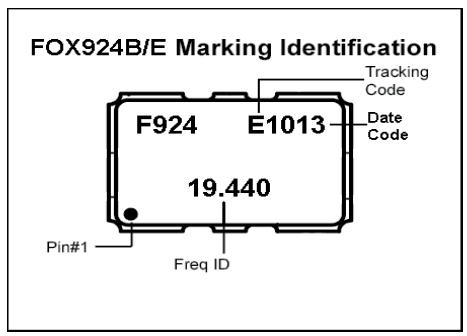 FOX924B/E Marking Identification
Tracking
Code
F924 E1013
Date
Code
19.440
Pin#1
Freq ID